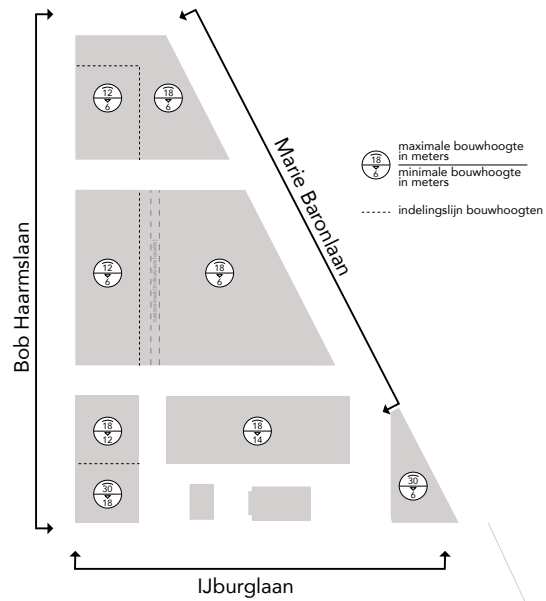 12
6
18
6
Marie Baronlaan
18
6
maximale bouwhoogte
in meters
minimale bouwhoogte
in meters
indelingslijn bouwhoogten
Bob Haarmslaan
12
6
18
6
18
12
18
14
30
18
30
6
IJburglaan